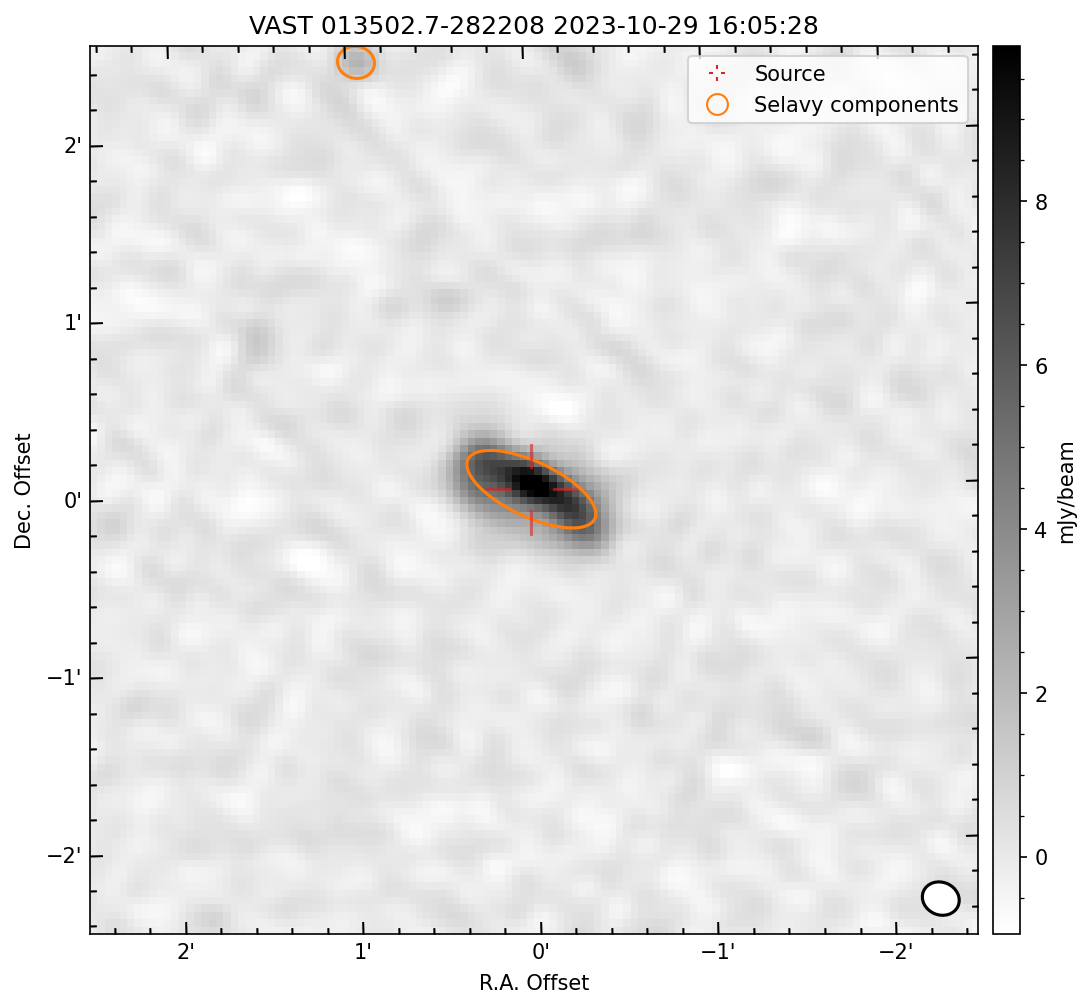 VAST 013502.7-282208 2023-10-29 16:05:28
Source
Selavy components
2'
1'
0'
−1'
−2'
Dec. Offset
2'
1'
0'
−1'
−2'
R.A. Offset
8
6
4
2
0
mJy/beam